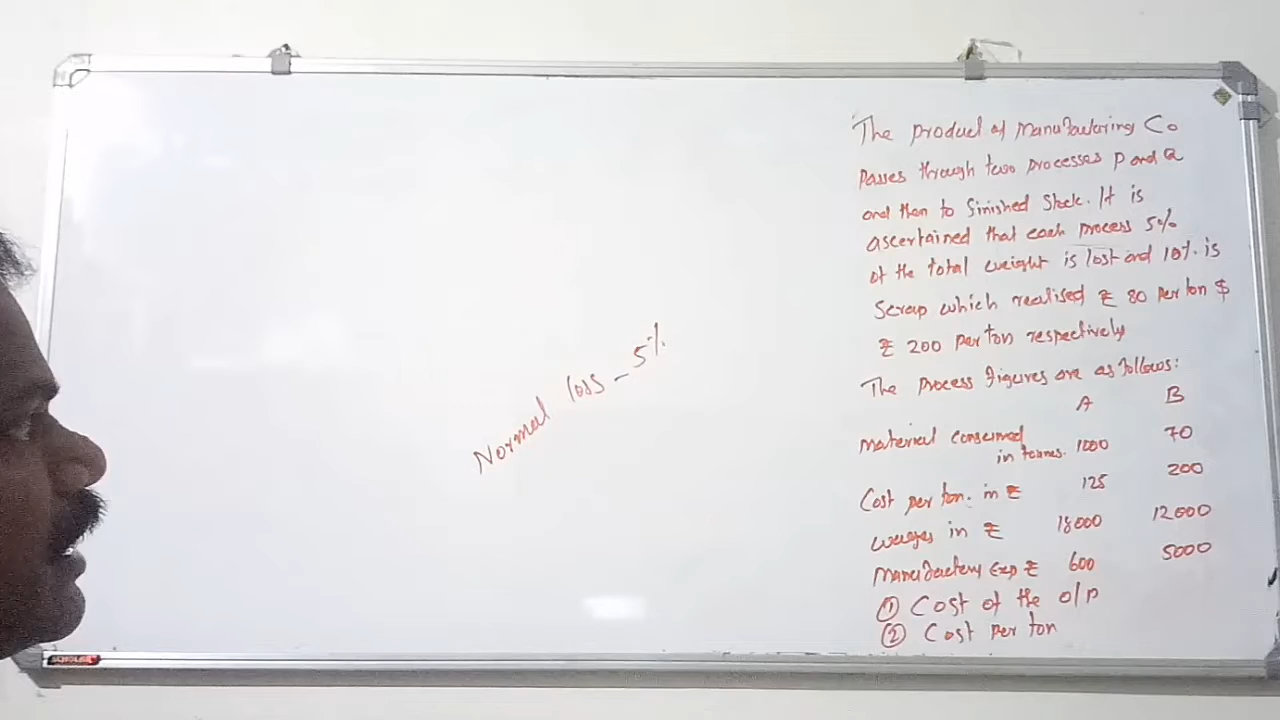 Normal loss - 5%
The product of Manufacturing Co
passes through two processes P and Q
and then to finished stock. It is
ascertained that each process 5%
of the total weight is lost and 10% is
scrap which realised ₹ 80 per ton &
₹ 200 per ton respectively
The process figures are as follows:
A B
Material consumed in tonnes. 1000 70
Cost per ton. in ₹ 125 200
wages in ₹ 18000 12000
Manufactory Exp ₹ 600 5000
① Cost of the o/p
② Cost per ton